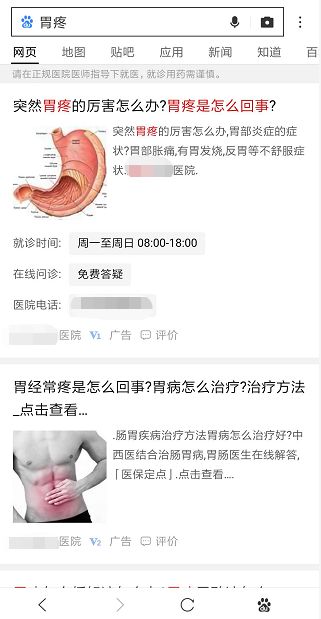 胃疼
网页 地图 贴吧 应用 新闻 知道 百
请在正规医院医师指导下就医，就诊用药需谨慎。
突然胃疼的厉害怎么办?胃疼是怎么回事?
突然胃疼的厉害怎么办,胃部炎症的症
状?胃部胀痛,有胃发烧,反胃等不舒服症
状.医院.
就诊时间: 周一至周日 08:00-18:00
在线问诊: 免费答疑
医院电话:
医院 V1 广告 评价
胃经常疼是怎么回事?胃病怎么治疗?治疗方法
_点击查看...
.肠胃疾病治疗方法胃病怎么治疗好?中
西医结合治肠胃病,胃肠医生在线解答,
「医保定点」.点击查看....
医院 V2 广告 评价